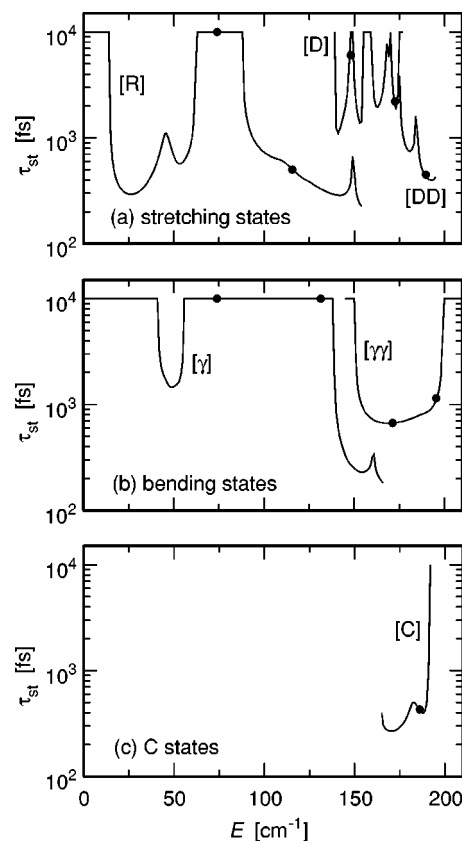 10⁴
10³
10²
τst [fs]
[R]
[D]
[DD]
(a) stretching states
10⁴
10³
10²
τst [fs]
[γ]
[γγ]
(b) bending states
10⁴
10³
10²
τst [fs]
[C]
(c) C states
0 50 100 150 200
E [cm⁻¹]